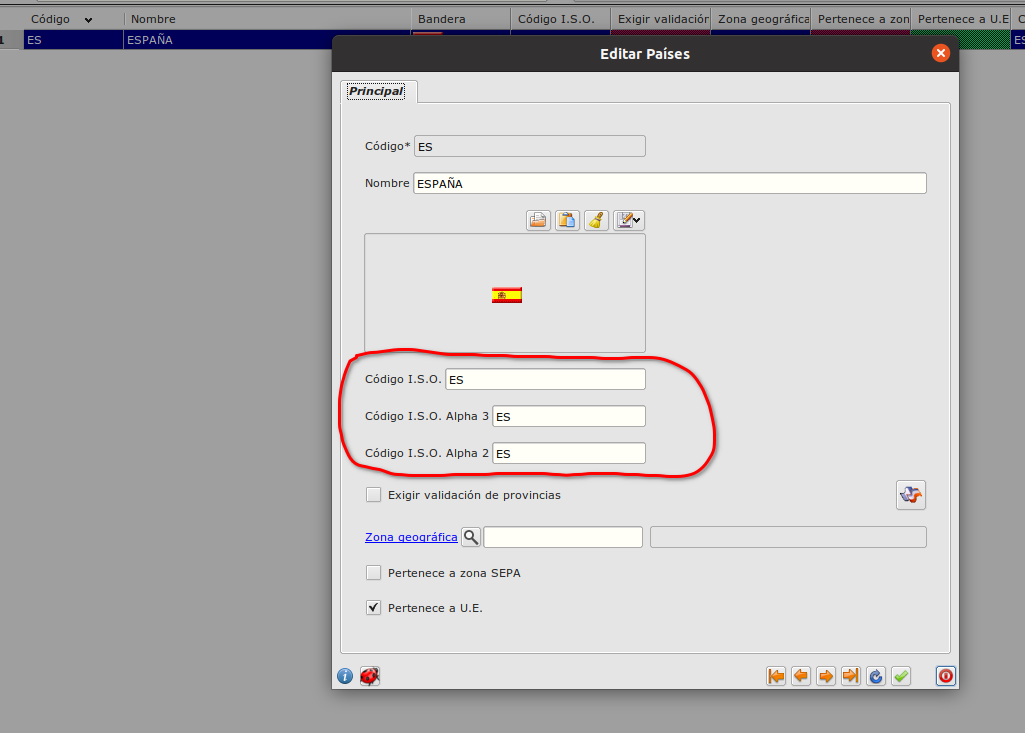 Código Nombre Bandera Código I.S.O. Exigir validación Zona geográfica Pertenece a zon Pertenece a U.E
1 ES ESPAÑA ES
Editar Países
Principal
Código* ES
Nombre ESPAÑA
Código I.S.O. ES
Código I.S.O. Alpha 3 ES
Código I.S.O. Alpha 2 ES
Exigir validación de provincias
Zona geográfica
Pertenece a zona SEPA
Pertenece a U.E.